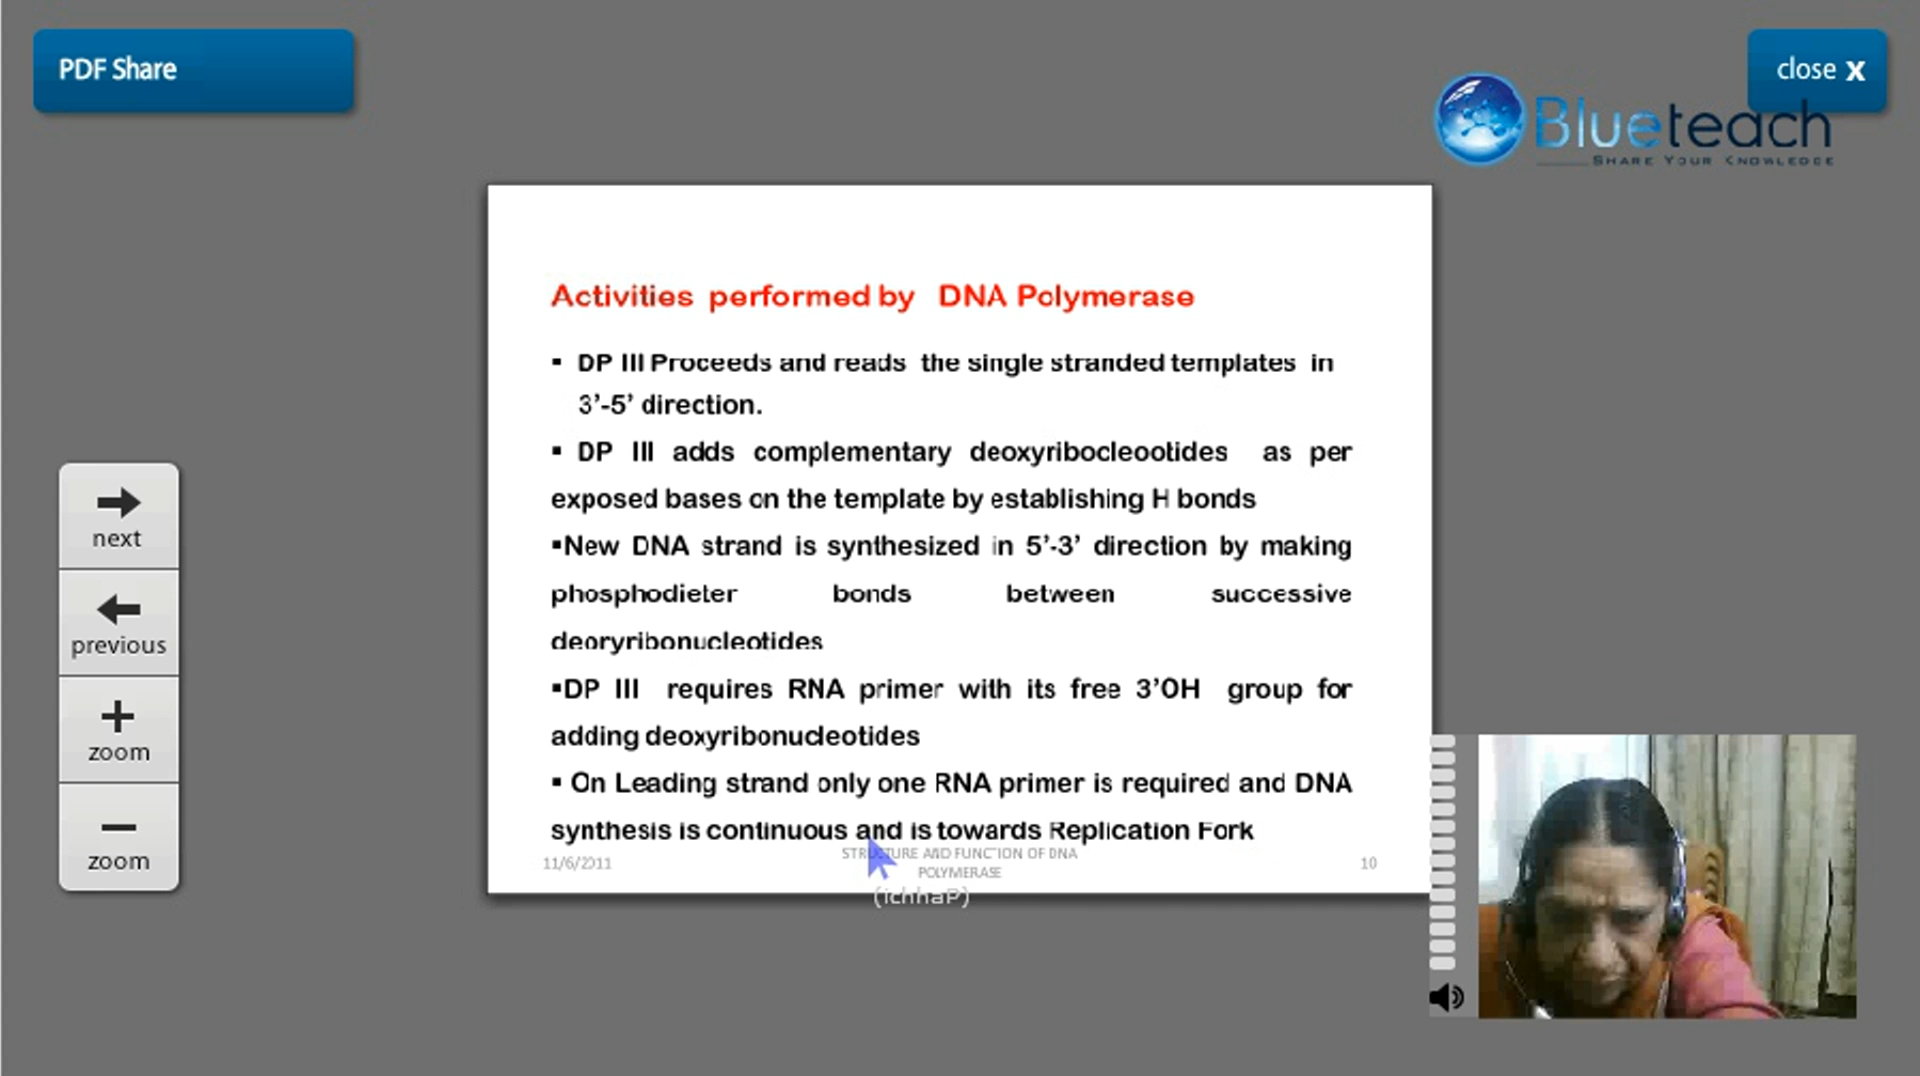 PDF Share
close X
Blueteach
SHARE YOUR KNOWLEDGE
Activities performed by DNA Polymerase
▪ DP III Proceeds and reads the single stranded templates in
3’-5’ direction.
▪ DP III adds complementary deoxyribocleootides as per
exposed bases on the template by establishing H bonds
▪New DNA strand is synthesized in 5’-3’ direction by making
phosphodieter bonds between successive
deoryribonucleotides
▪DP III requires RNA primer with its free 3’OH group for
adding deoxyribonucleotides
▪ On Leading strand only one RNA primer is required and DNA
synthesis is continuous and is towards Replication Fork
11/6/2011
STRUCTURE AND FUNCTION OF DNA
POLYMERASE
10
(ichhaP)
next
previous
zoom
zoom